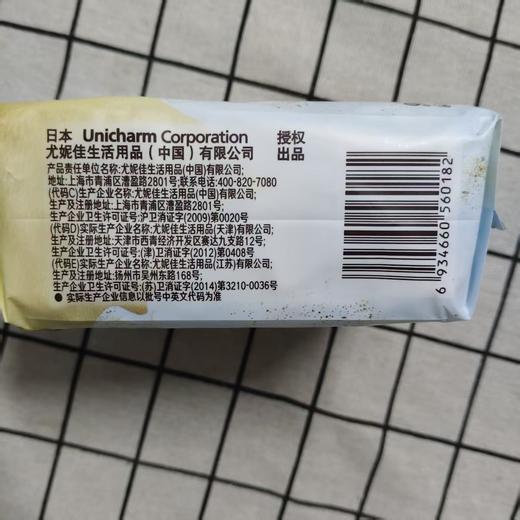 日本 Unicharm Corporation 授权
尤妮佳生活用品(中国)有限公司 出品
产品责任单位名称:尤妮佳生活用品(中国)有限公司;
地址:上海市青浦区漕盈路2801号;联系电话:400-820-7080
(代码C)生产企业名称:尤妮佳生活用品(中国)有限公司;
生产及注册地址:上海市青浦区漕盈路2801号;
生产企业卫生许可证号:沪卫消证字(2009)第0020号
(代码D)实际生产企业名称:尤妮佳生活用品(天津)有限公司;
生产及注册地址:天津市西青经济开发区赛达九支路12号;
生产企业卫生许可证号:(津)卫消证字(2012)第0408号
(代码E)实际生产企业名称:尤妮佳生活用品(江苏)有限公司;
生产及注册地址:扬州市吴州东路168号;
生产企业卫生许可证号:(苏)卫消证字(2014)第3210-0036号
● 实际生产企业信息以批号中英文代码为准
6 934660 560182